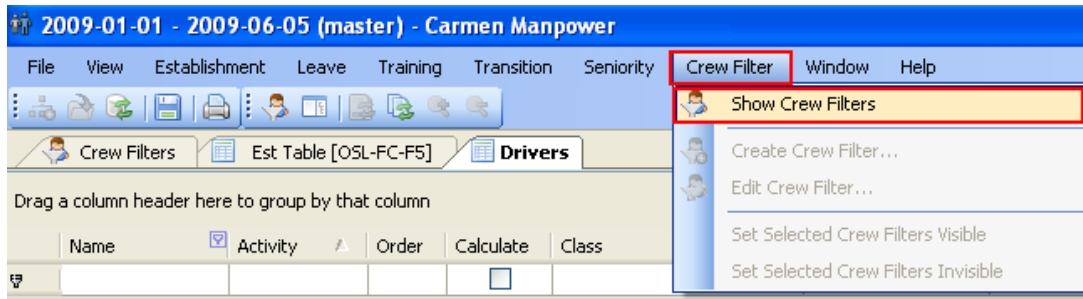 2009-01-01 - 2009-06-05 (master) - Carmen Manpower
File View Establishment Leave Training Transition Seniority Crew Filter Window Help
Show Crew Filters
Crew Filters Est Table [OSL-FC-F5] Drivers
Create Crew Filter...
Edit Crew Filter...
Drag a column header here to group by that column
Name Activity Order Calculate Class
Set Selected Crew Filters Visible
Set Selected Crew Filters Invisible